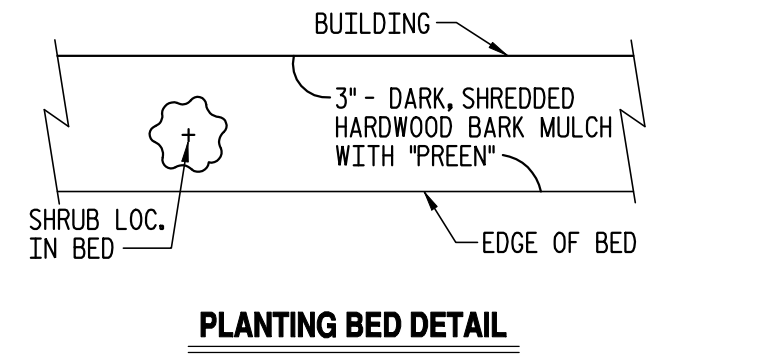 BUILDING
3" - DARK, SHREDDED
HARDWOOD BARK MULCH
WITH "PREEN"
SHRUB LOC.
IN BED
EDGE OF BED
PLANTING BED DETAIL